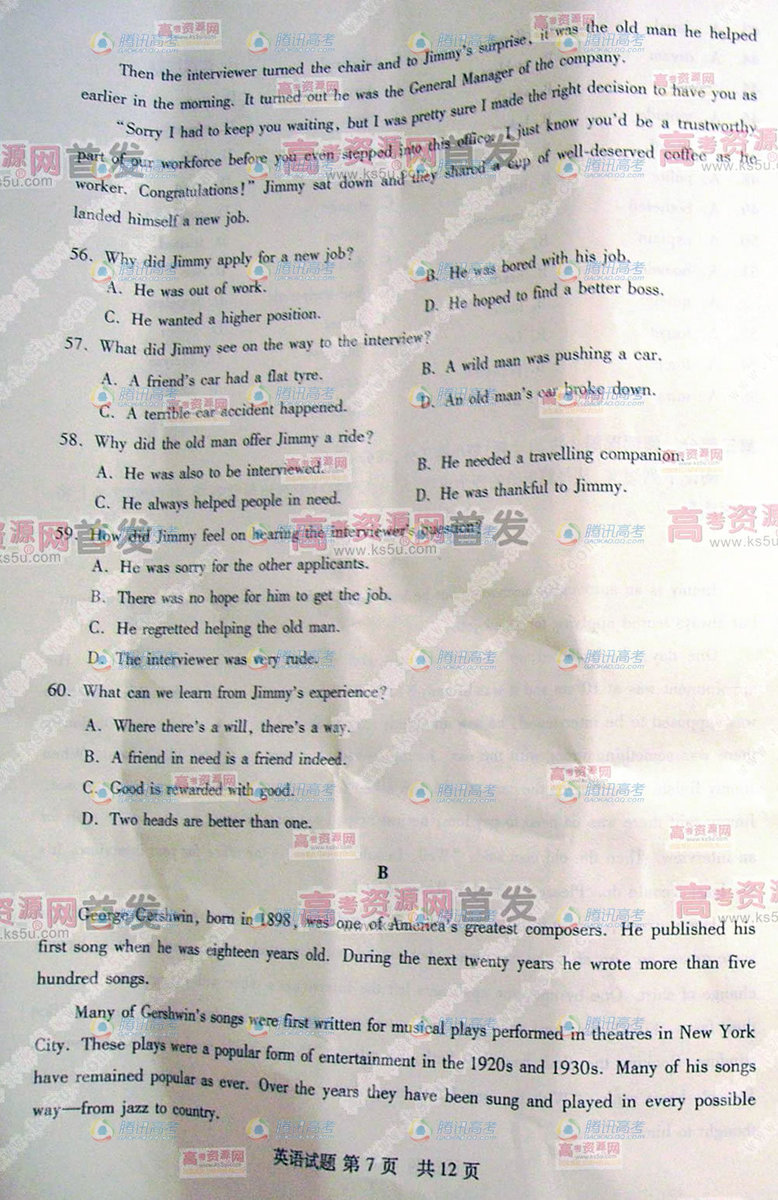 Then the interviewer turned the chair and to Jimmy's surprise, it was the old man he helped
earlier in the morning. It turned out he was the General Manager of the company.
"Sorry I had to keep you waiting, but I was pretty sure I made the right decision to have you as
part of our workforce before you even stepped into this office. I just know you'd be a trustworthy
worker. Congratulations!" Jimmy sat down and they shared a cup of well-deserved coffee as he
landed himself a new job.
56. Why did Jimmy apply for a new job?
A. He was out of work. B. He was bored with his job.
C. He wanted a higher position. D. He hoped to find a better boss.
57. What did Jimmy see on the way to the interview?
A. A friend's car had a flat tyre. B. A wild man was pushing a car.
C. A terrible car accident happened. D. An old man's car broke down.
58. Why did the old man offer Jimmy a ride?
A. He was also to be interviewed. B. He needed a travelling companion.
C. He always helped people in need. D. He was thankful to Jimmy.
59. How did Jimmy feel on hearing the interviewer's question?
A. He was sorry for the other applicants.
B. There was no hope for him to get the job.
C. He regretted helping the old man.
D. The interviewer was very rude.
60. What can we learn from Jimmy's experience?
A. Where there's a will, there's a way.
B. A friend in need is a friend indeed.
C. Good is rewarded with good.
D. Two heads are better than one.
B
George Gershwin, born in 1898, was one of America's greatest composers. He published his
first song when he was eighteen years old. During the next twenty years he wrote more than five
hundred songs.
Many of Gershwin's songs were first written for musical plays performed in theatres in New York
City. These plays were a popular form of entertainment in the 1920s and 1930s. Many of his songs
have remained popular as ever. Over the years they have been sung and played in every possible
way—from jazz to country.
英语试题 第 7 页 共 12 页